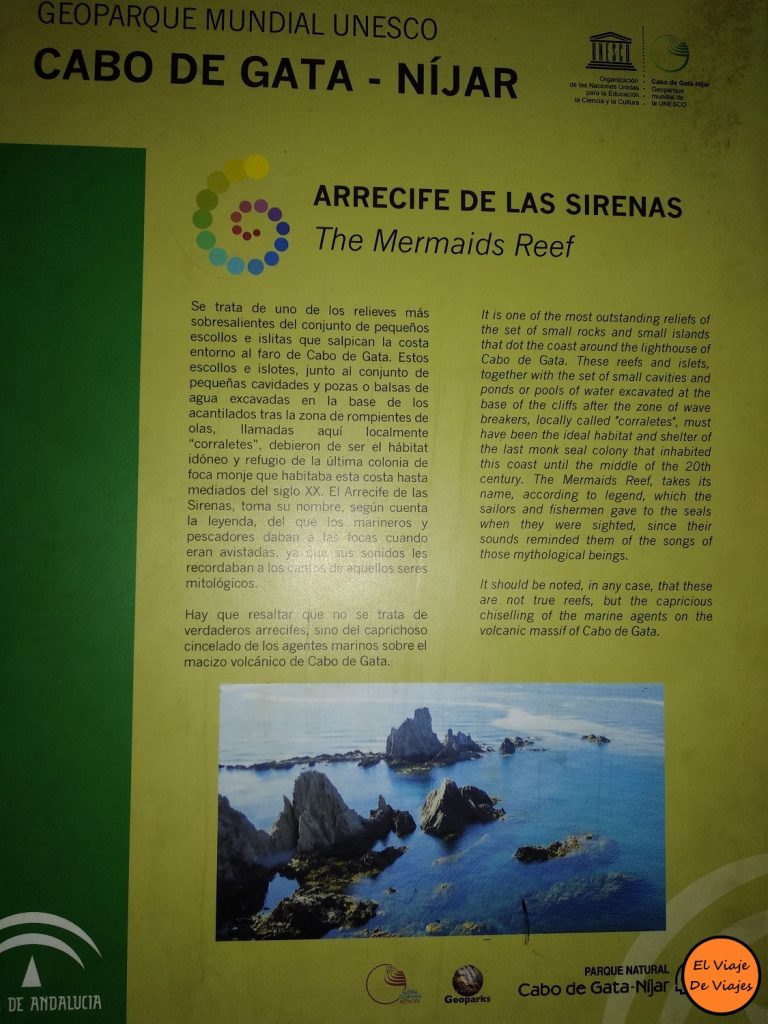 GEOPARQUE MUNDIAL UNESCO
CABO DE GATA - NÍJAR
UNESCO
Organización
de las Naciones Unidas
para la Educación,
la Ciencia y la Cultura
Cabo de Gata-Níjar
Geoparque
mundial de
la UNESCO
ARRECIFE DE LAS SIRENAS
The Mermaids Reef
Se trata de uno de los relieves más
sobresalientes del conjunto de pequeños
escollos e islitas que salpican la costa
entorno al faro de Cabo de Gata. Estos
escollos e islotes, junto al conjunto de
pequeñas cavidades y pozas o balsas de
agua excavadas en la base de los
acantilados tras la zona de rompientes de
olas, llamadas aquí localmente
“corraletes”, debieron de ser el hábitat
idóneo y refugio de la última colonia de
foca monje que habitaba esta costa hasta
mediados del siglo XX. El Arrecife de las
Sirenas, toma su nombre, según cuenta
la leyenda, del que los marineros y
pescadores daban a las focas cuando
eran avistadas, ya que sus sonidos les
recordaban a los cantos de aquellos seres
mitológicos.
Hay que resaltar que no se trata de
verdaderos arrecifes, sino del caprichoso
cincelado de los agentes marinos sobre el
macizo volcánico de Cabo de Gata.
It is one of the most outstanding reliefs of
the set of small rocks and small islands
that dot the coast around the lighthouse of
Cabo de Gata. These reefs and islets,
together with the set of small cavities and
ponds or pools of water excavated at the
base of the cliffs after the zone of wave
breakers, locally called "corraletes", must
have been the ideal habitat and shelter of
the last monk seal colony that inhabited
this coast until the middle of the 20th
century. The Mermaids Reef, takes its
name, according to legend, which the
sailors and fishermen gave to the seals
when they were sighted, since their
sounds reminded them of the songs of
those mythological beings.
It should be noted, in any case, that these
are not true reefs, but the capricious
chiselling of the marine agents on the
volcanic massif of Cabo de Gata.
DE ANDALUCIA
GLOBAL
GEOPARKS
NETWORK
Geoparks
PARQUE NATURAL
Cabo de Gata-Níjar
El Viaje
De Viajes